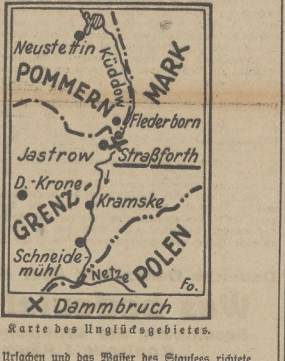 Neustettin
Küddow
POMMERN
MARK
Flederborn
Jastrow
Straßforth
D.-Krone
GRENZ
Kramske
Schneide-
mühl
Netze
POLEN
Fo.
X Dammbruch
Karte des Unglücksgebietes.
Ursachen und das Wasser des Stausees richtete